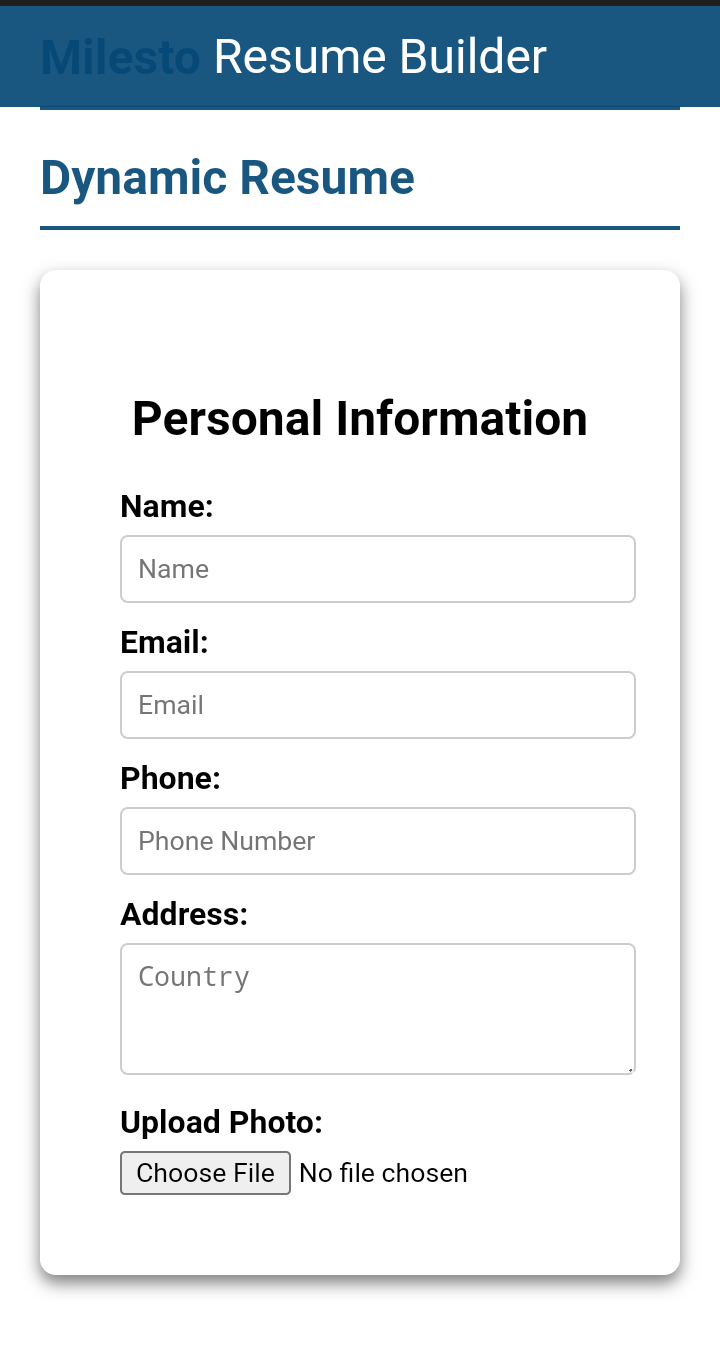 Milesto Resume Builder
Dynamic Resume
Personal Information
Name:
Name
Email:
Email
Phone:
Phone Number
Address:
Country
Upload Photo:
Choose File No file chosen